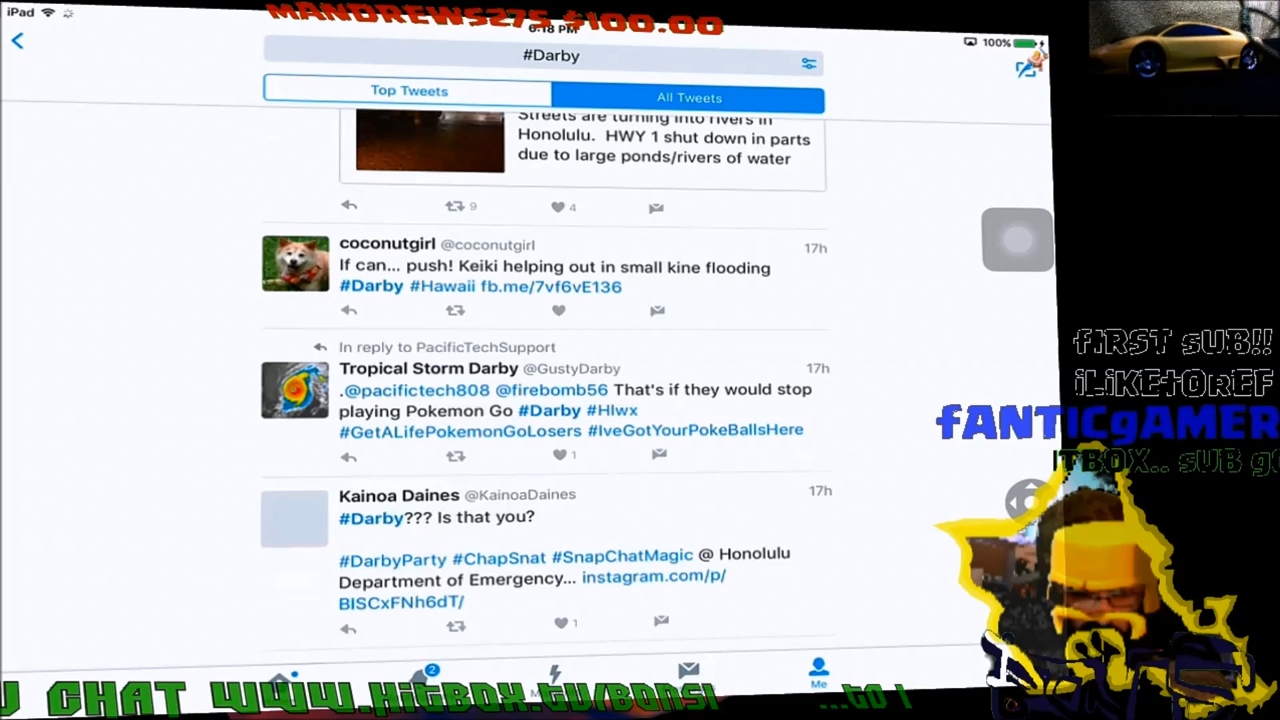 MANDREWS275 $100.00
iPad
6:18 PM
100%
#Darby
Top Tweets
All Tweets
Streets are turning into rivers in
Honolulu. HWY 1 shut down in parts
due to large ponds/rivers of water
9
4
coconutgirl @coconutgirl
17h
If can... push! Keiki helping out in small kine flooding
#Darby #Hawaii fb.me/7vf6vE136
In reply to PacificTechSupport
Tropical Storm Darby @GustyDarby
17h
.@pacifictech808 @firebomb56 That's if they would stop
playing Pokemon Go #Darby #HIwx
#GetALifePokemonGoLosers #IveGotYourPokeBallsHere
1
Kainoa Daines @KainoaDaines
17h
#Darby??? Is that you?
#DarbyParty #ChapSnat #SnapChatMagic @ Honolulu
Department of Emergency... instagram.com/p/
BISCxFNh6dT/
1
2
Me
fiRST sUB!!
iLiKEtOrEF
fANTiCgAMER
CHAT WWW.HITBOX.TV/BONSI
...TO